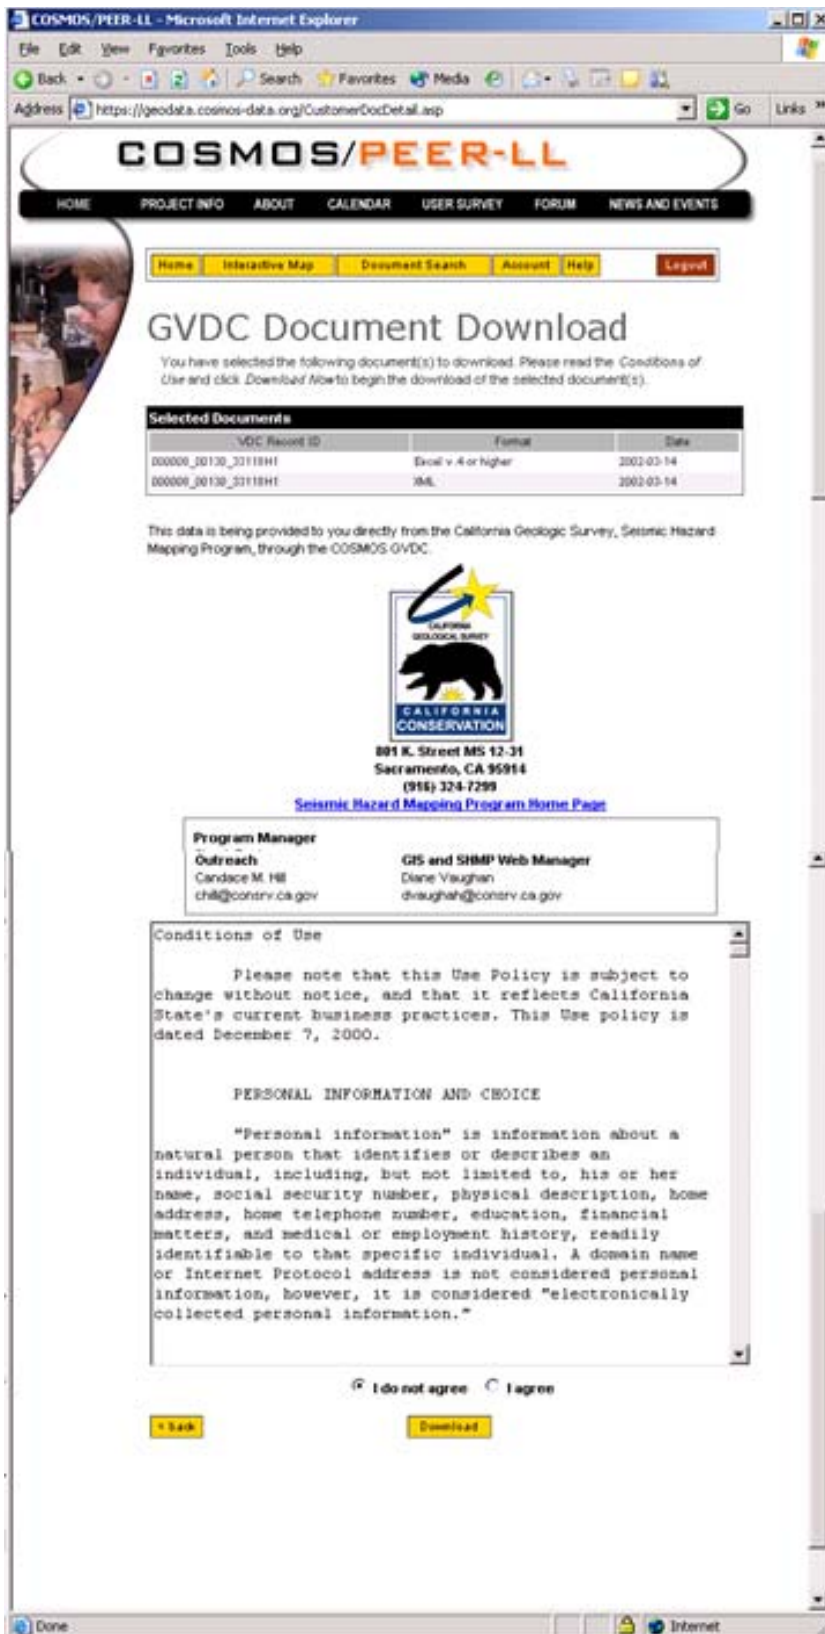 COSMOS/PEER-LL - Microsoft Internet Explorer
File Edit View Favorites Tools Help
Back Search Favorites Media
Address https://geodata.cosmos-data.org/CustomerDocDetail.asp Go Links
COSMOS/PEER-LL
HOME PROJECT INFO ABOUT CALENDAR USER SURVEY FORUM NEWS AND EVENTS
Home Interactive Map Document Search Account Help Logout
GVDC Document Download
You have selected the following document(s) to download. Please read the Conditions of
Use and click Download Now to begin the download of the selected document(s).
Selected Documents
VDC Record ID Format Date
000000_00130_33118H1 Excel v.4 or higher 2002-03-14
000000_00130_33118H1 XML 2002-03-14
This data is being provided to you directly from the California Geologic Survey, Seismic Hazard
Mapping Program, through the COSMOS GVDC.
CALIFORNIA
GEOLOGICAL SURVEY
CALIFORNIA
CONSERVATION
801 K. Street MS 12-31
Sacramento, CA 95914
(916) 324-7299
Seismic Hazard Mapping Program Home Page
Program Manager
Outreach GIS and SHMP Web Manager
Candace M. Hill Diane Vaughan
chill@consrv.ca.gov dvaughah@consrv.ca.gov
Conditions of Use
Please note that this Use Policy is subject to
change without notice, and that it reflects California
State's current business practices. This Use policy is
dated December 7, 2000.
PERSONAL INFORMATION AND CHOICE
"Personal information" is information about a
natural person that identifies or describes an
individual, including, but not limited to, his or her
name, social security number, physical description, home
address, home telephone number, education, financial
matters, and medical or employment history, readily
identifiable to that specific individual. A domain name
or Internet Protocol address is not considered personal
information, however, it is considered "electronically
collected personal information."
I do not agree I agree
< back Download
Done Internet